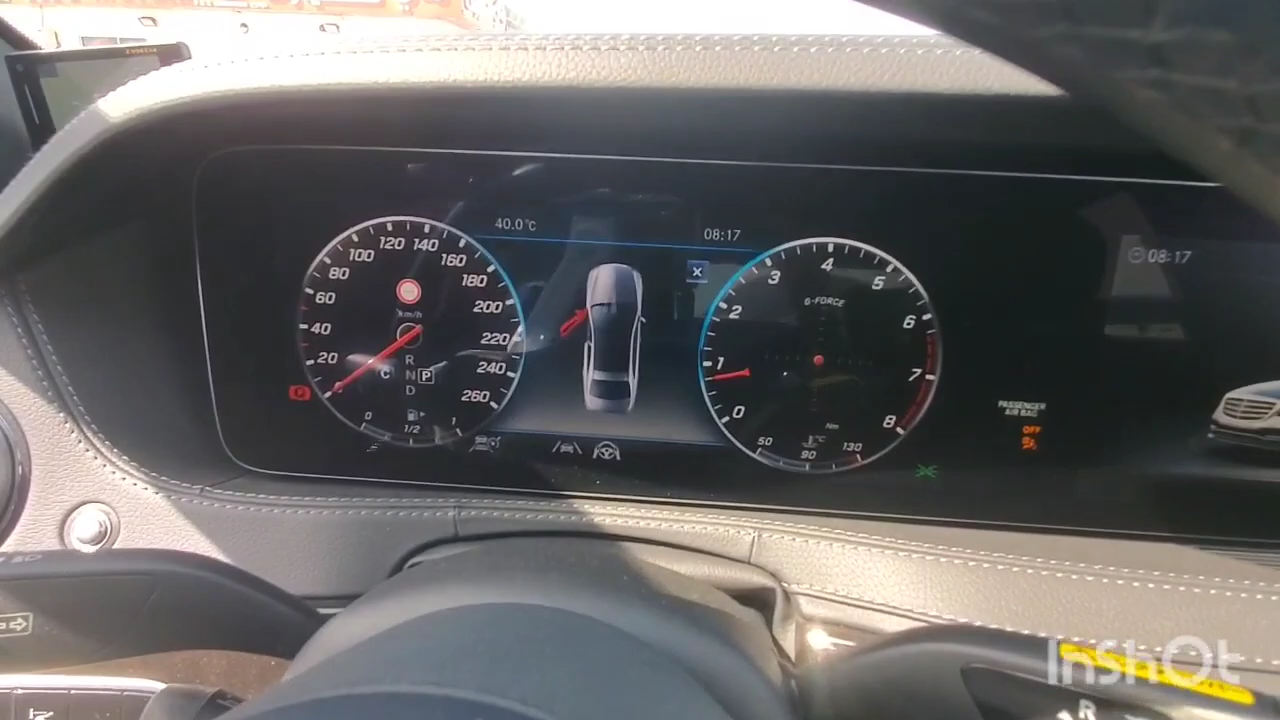 40.0°C
08:17
120 140
100 160
80 180
60 200
40 220
20 240
260
km/h
R
C N P
D
0 1/2 1
G-FORCE
4
3 5
2 6
1 7
0 8
Nm
°C
50 90 130
PASSENGER
AIR BAG
OFF
08:17
R
InShOt